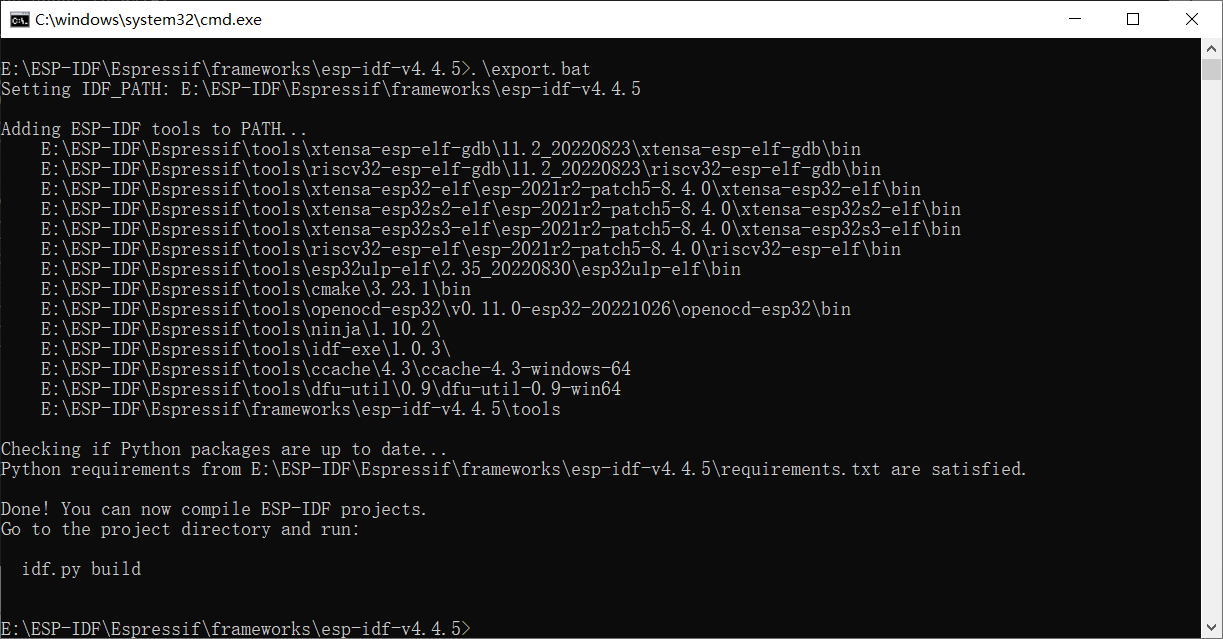 C:\windows\system32\cmd.exe
E:\ESP-IDF\Espressif\frameworks\esp-idf-v4.4.5>.\export.bat
Setting IDF_PATH: E:\ESP-IDF\Espressif\frameworks\esp-idf-v4.4.5
Adding ESP-IDF tools to PATH...
E:\ESP-IDF\Espressif\tools\xtensa-esp-elf-gdb\11.2_20220823\xtensa-esp-elf-gdb\bin
E:\ESP-IDF\Espressif\tools\riscv32-esp-elf-gdb\11.2_20220823\riscv32-esp-elf-gdb\bin
E:\ESP-IDF\Espressif\tools\xtensa-esp32-elf\esp-2021r2-patch5-8.4.0\xtensa-esp32-elf\bin
E:\ESP-IDF\Espressif\tools\xtensa-esp32s2-elf\esp-2021r2-patch5-8.4.0\xtensa-esp32s2-elf\bin
E:\ESP-IDF\Espressif\tools\xtensa-esp32s3-elf\esp-2021r2-patch5-8.4.0\xtensa-esp32s3-elf\bin
E:\ESP-IDF\Espressif\tools\riscv32-esp-elf\esp-2021r2-patch5-8.4.0\riscv32-esp-elf\bin
E:\ESP-IDF\Espressif\tools\esp32ulp-elf\2.35_20220830\esp32ulp-elf\bin
E:\ESP-IDF\Espressif\tools\cmake\3.23.1\bin
E:\ESP-IDF\Espressif\tools\openocd-esp32\v0.11.0-esp32-20221026\openocd-esp32\bin
E:\ESP-IDF\Espressif\tools\ninja\1.10.2\
E:\ESP-IDF\Espressif\tools\idf-exe\1.0.3\
E:\ESP-IDF\Espressif\tools\ccache\4.3\ccache-4.3-windows-64
E:\ESP-IDF\Espressif\tools\dfu-util\0.9\dfu-util-0.9-win64
E:\ESP-IDF\Espressif\frameworks\esp-idf-v4.4.5\tools
Checking if Python packages are up to date...
Python requirements from E:\ESP-IDF\Espressif\frameworks\esp-idf-v4.4.5\requirements.txt are satisfied.
Done! You can now compile ESP-IDF projects.
Go to the project directory and run:
idf.py build
E:\ESP-IDF\Espressif\frameworks\esp-idf-v4.4.5>